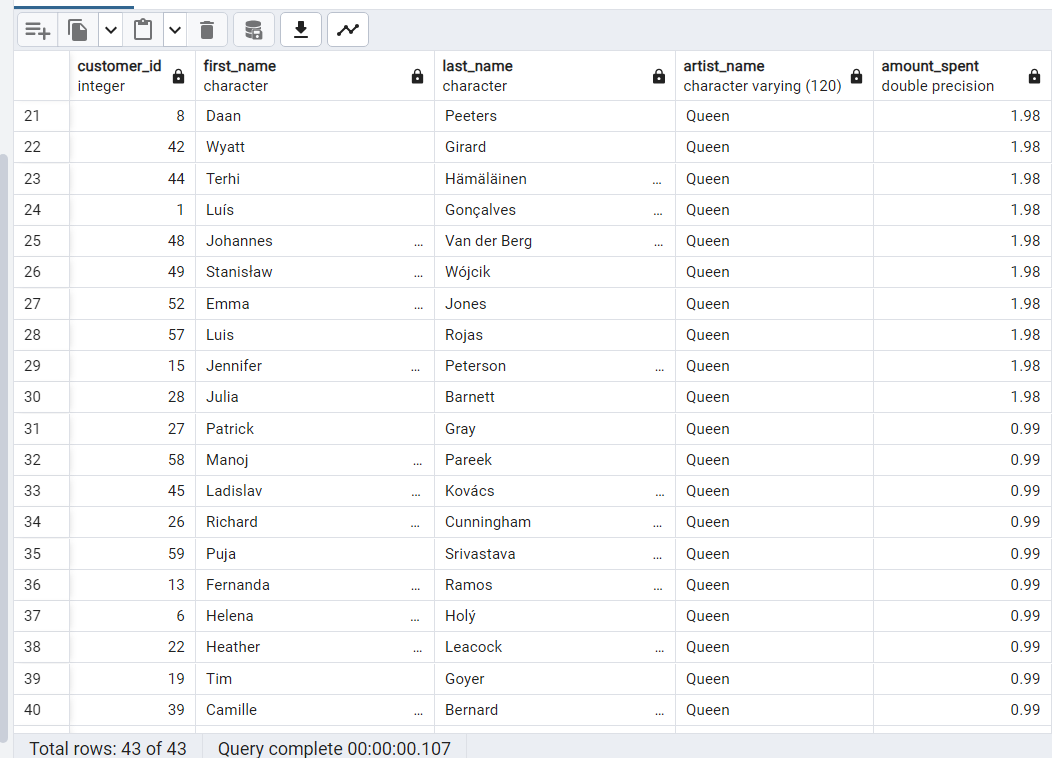 customer_id first_name last_name artist_name amount_spent
integer character character character varying (120) double precision
21 8 Daan Peeters Queen 1.98
22 42 Wyatt Girard Queen 1.98
23 44 Terhi Hämäläinen ... Queen 1.98
24 1 Luís Gonçalves ... Queen 1.98
25 48 Johannes ... Van der Berg ... Queen 1.98
26 49 Stanisław ... Wójcik Queen 1.98
27 52 Emma ... Jones Queen 1.98
28 57 Luis Rojas Queen 1.98
29 15 Jennifer ... Peterson ... Queen 1.98
30 28 Julia Barnett Queen 1.98
31 27 Patrick Gray Queen 0.99
32 58 Manoj ... Pareek Queen 0.99
33 45 Ladislav ... Kovács ... Queen 0.99
34 26 Richard ... Cunningham ... Queen 0.99
35 59 Puja Srivastava ... Queen 0.99
36 13 Fernanda ... Ramos ... Queen 0.99
37 6 Helena ... Holý Queen 0.99
38 22 Heather ... Leacock ... Queen 0.99
39 19 Tim Goyer Queen 0.99
40 39 Camille ... Bernard ... Queen 0.99
Total rows: 43 of 43 Query complete 00:00:00.107